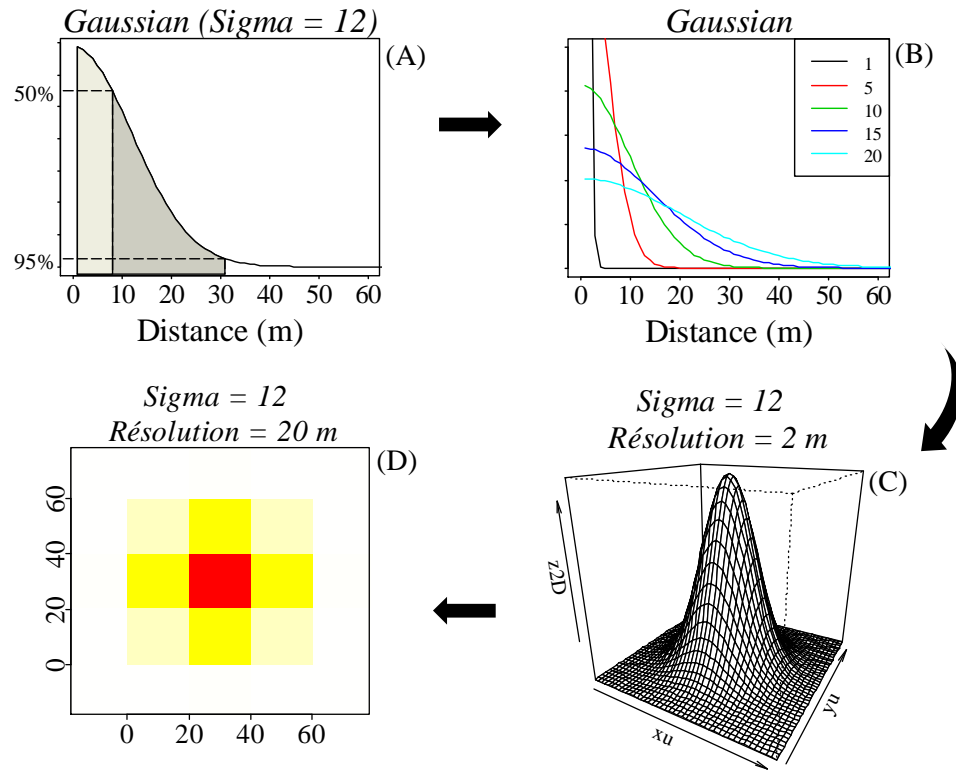 Gaussian (Sigma = 12)
(A)
50%
95%
0 10 20 30 40 50 60
Distance (m)
Gaussian
(B)
1
5
10
15
20
0 10 20 30 40 50 60
Distance (m)
Sigma = 12
Résolution = 20 m
(D)
60
40
20
0
0 20 40 60
Sigma = 12
Résolution = 2 m
(C)
z2D
xu
yu